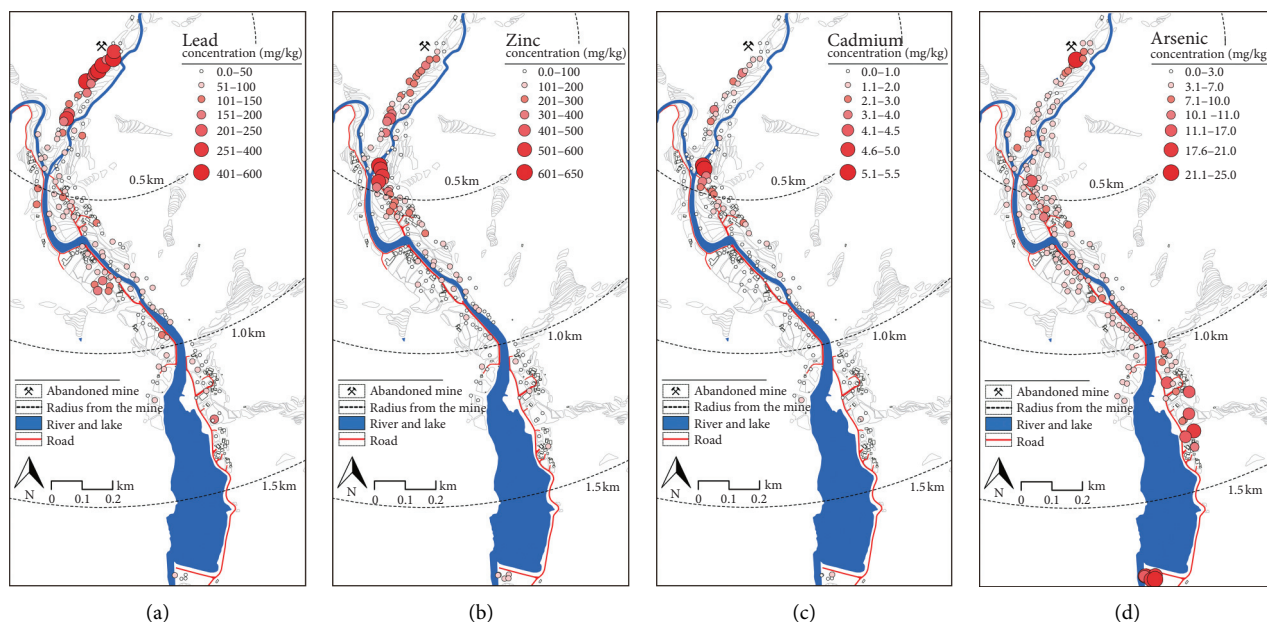 Lead
concentration (mg/kg)
0.0–50
51–100
101–150
151–200
201–250
251–400
401–600
0.5 km
1.0 km
Abandoned mine
Radius from the mine
River and lake
Road
N
km
0 0.1 0.2
1.5 km
(a)
Zinc
concentration (mg/kg)
0.0–100
101–200
201–300
301–400
401–500
501–600
601–650
0.5 km
1.0 km
Abandoned mine
Radius from the mine
River and lake
Road
N
km
0 0.1 0.2
1.5 km
(b)
Cadmium
concentration (mg/kg)
0.0–1.0
1.1–2.0
2.1–3.0
3.1–4.0
4.1–4.5
4.6–5.0
5.1–5.5
0.5 km
1.0 km
Abandoned mine
Radius from the mine
River and lake
Road
N
km
0 0.1 0.2
1.5 km
(c)
Arsenic
concentration (mg/kg)
0.0–3.0
3.1–7.0
7.1–10.0
10.1 –11.0
11.1–17.0
17.6–21.0
21.1–25.0
0.5 km
1.0 km
Abandoned mine
Radius from the mine
River and lake
Road
N
km
0 0.1 0.2
1.5 km
(d)